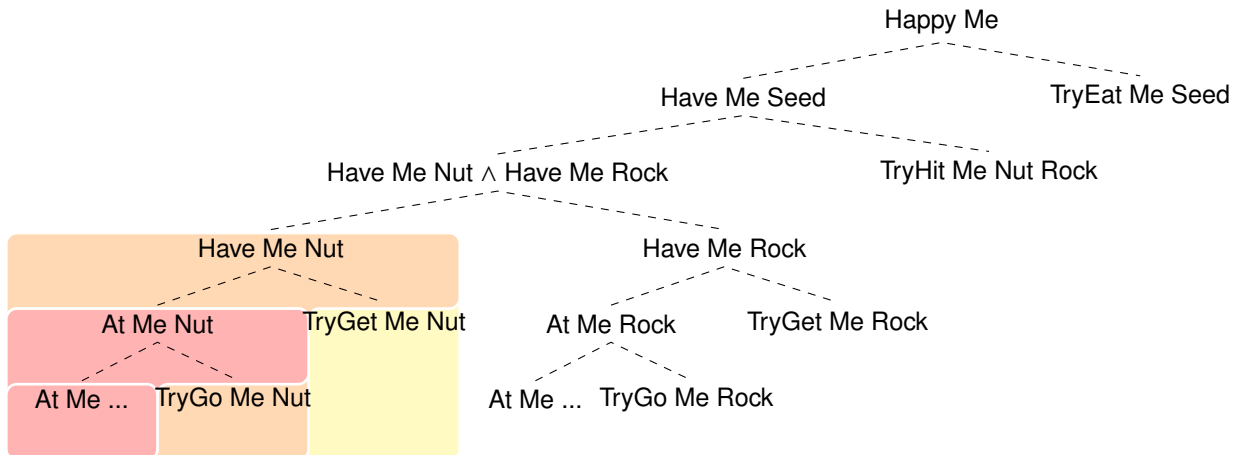 Happy Me
Have Me Seed TryEat Me Seed
Have Me Nut ∧ Have Me Rock TryHit Me Nut Rock
Have Me Nut Have Me Rock
At Me Nut TryGet Me Nut At Me Rock TryGet Me Rock
At Me ... TryGo Me Nut At Me ... TryGo Me Rock